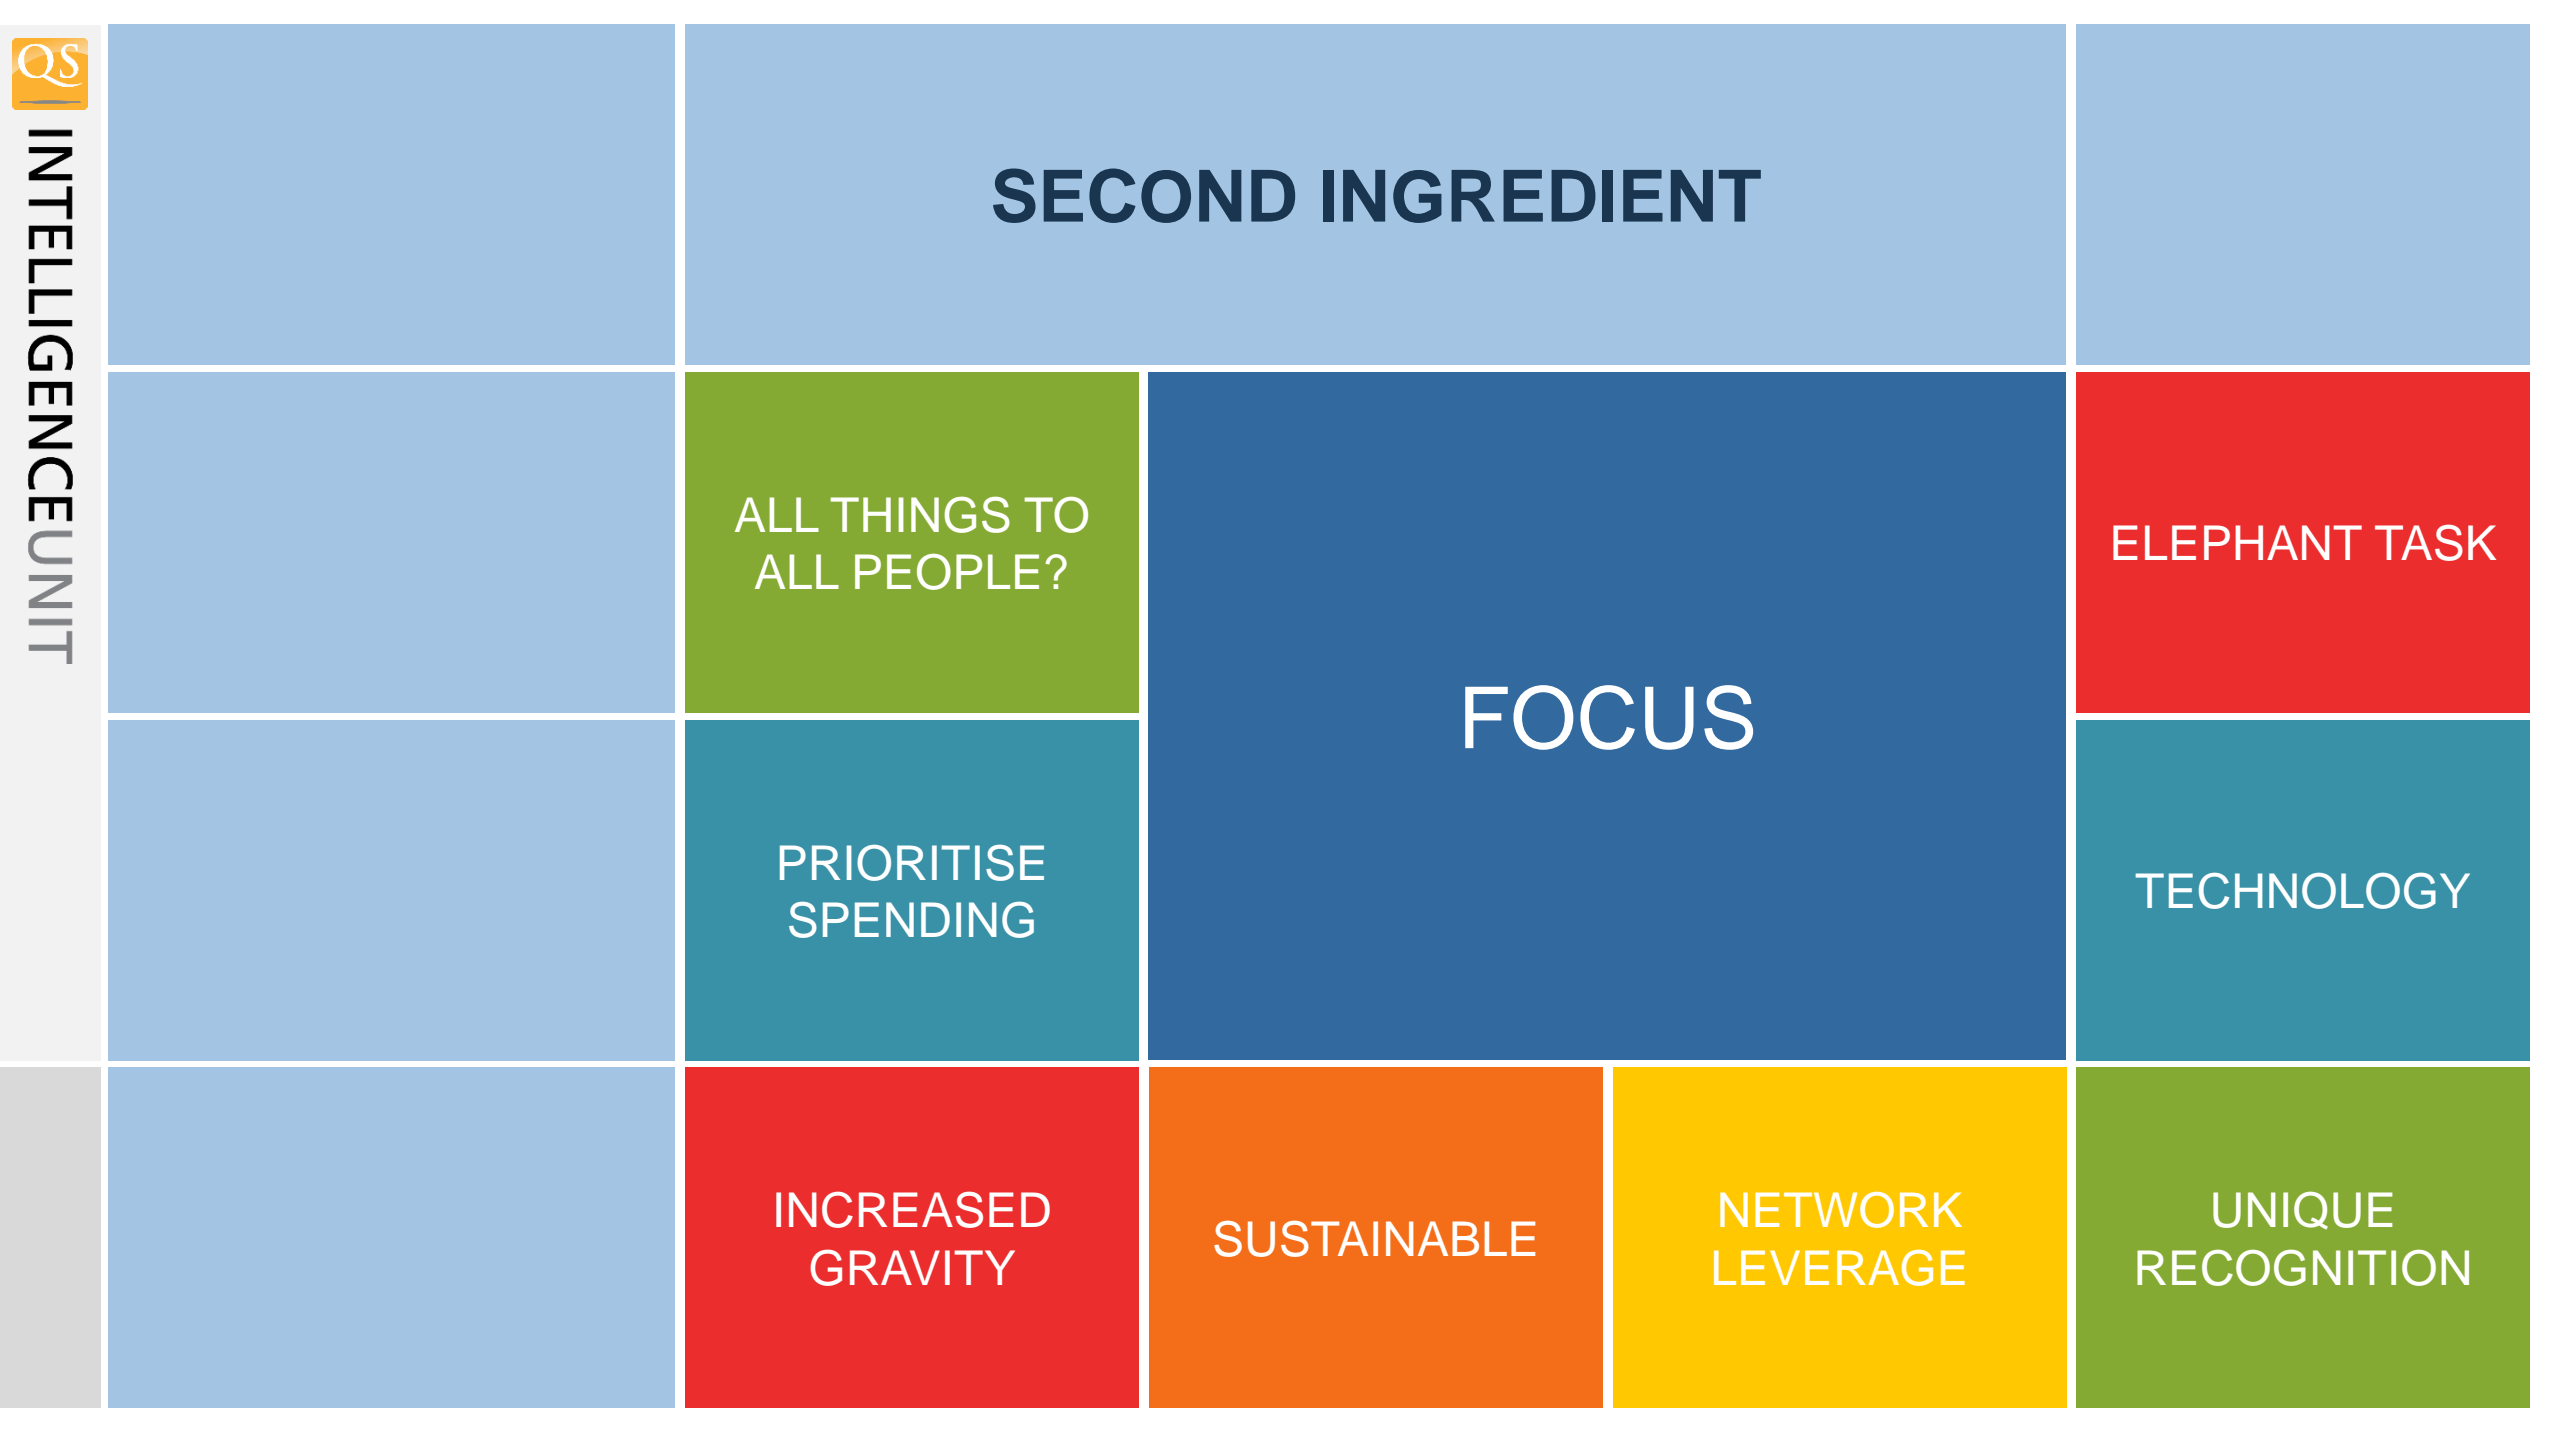 QS
INTELLIGENCEUNIT
SECOND INGREDIENT
ALL THINGS TO
ALL PEOPLE?
FOCUS
ELEPHANT TASK
PRIORITISE
SPENDING
TECHNOLOGY
INCREASED
GRAVITY
SUSTAINABLE
NETWORK
LEVERAGE
UNIQUE
RECOGNITION